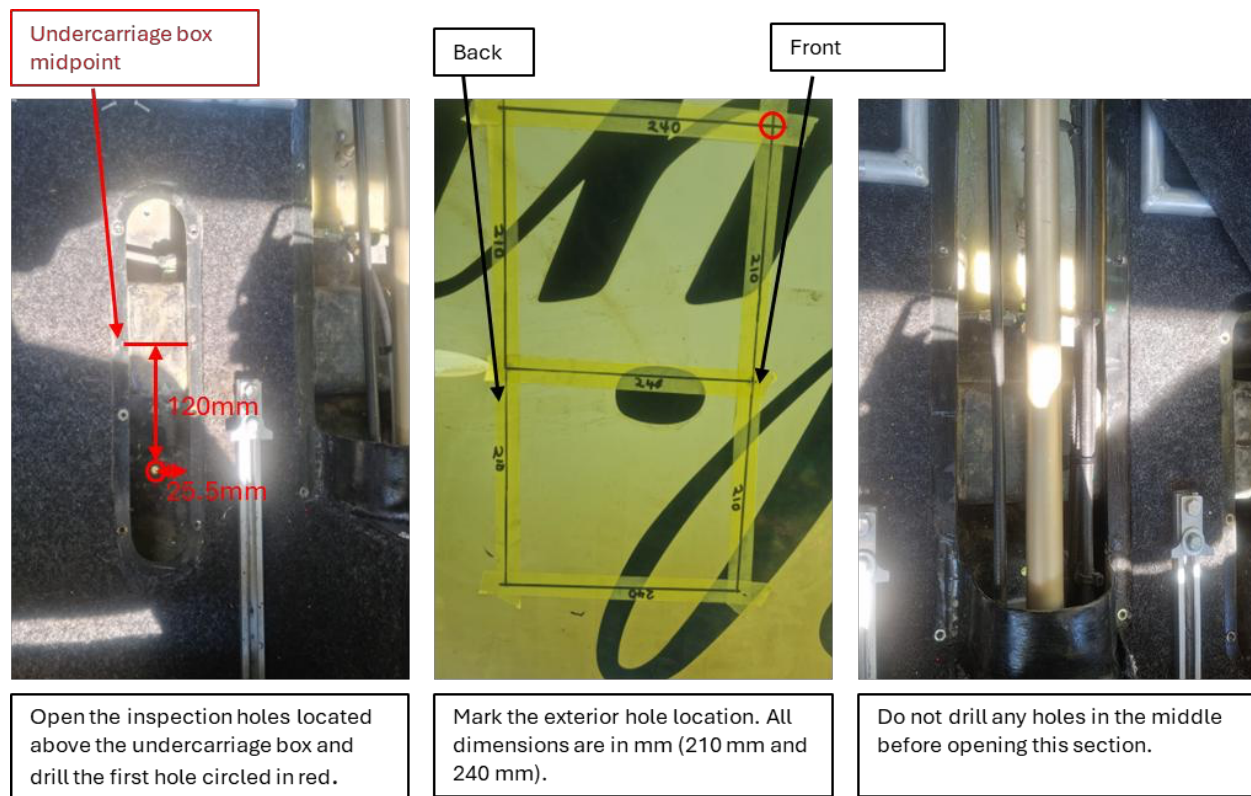 Undercarriage box
midpoint
Back
Front
120mm
25.5mm
240
210
210
240
210
210
240
Open the inspection holes located
above the undercarriage box and
drill the first hole circled in red.
Mark the exterior hole location. All
dimensions are in mm (210 mm and
240 mm).
Do not drill any holes in the middle
before opening this section.